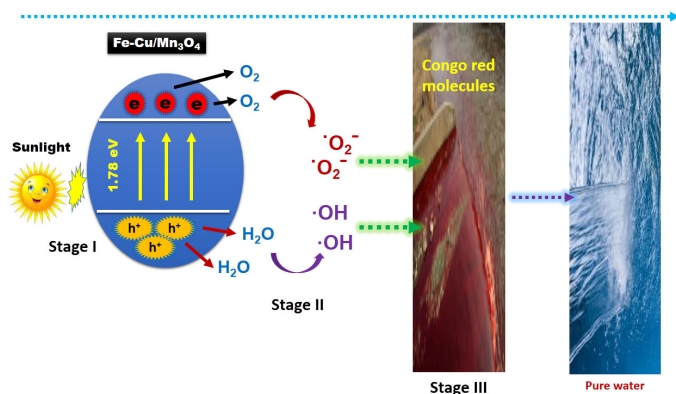 Fe-Cu/Mn₃O₄
Sunlight
Stage I
e e e
1.78 eV
h⁺ h⁺
h⁺
O₂
O₂
H₂O
H₂O
Stage II
·O₂⁻
·O₂⁻
·OH
·OH
Congo red
molecules
Stage III
Pure water